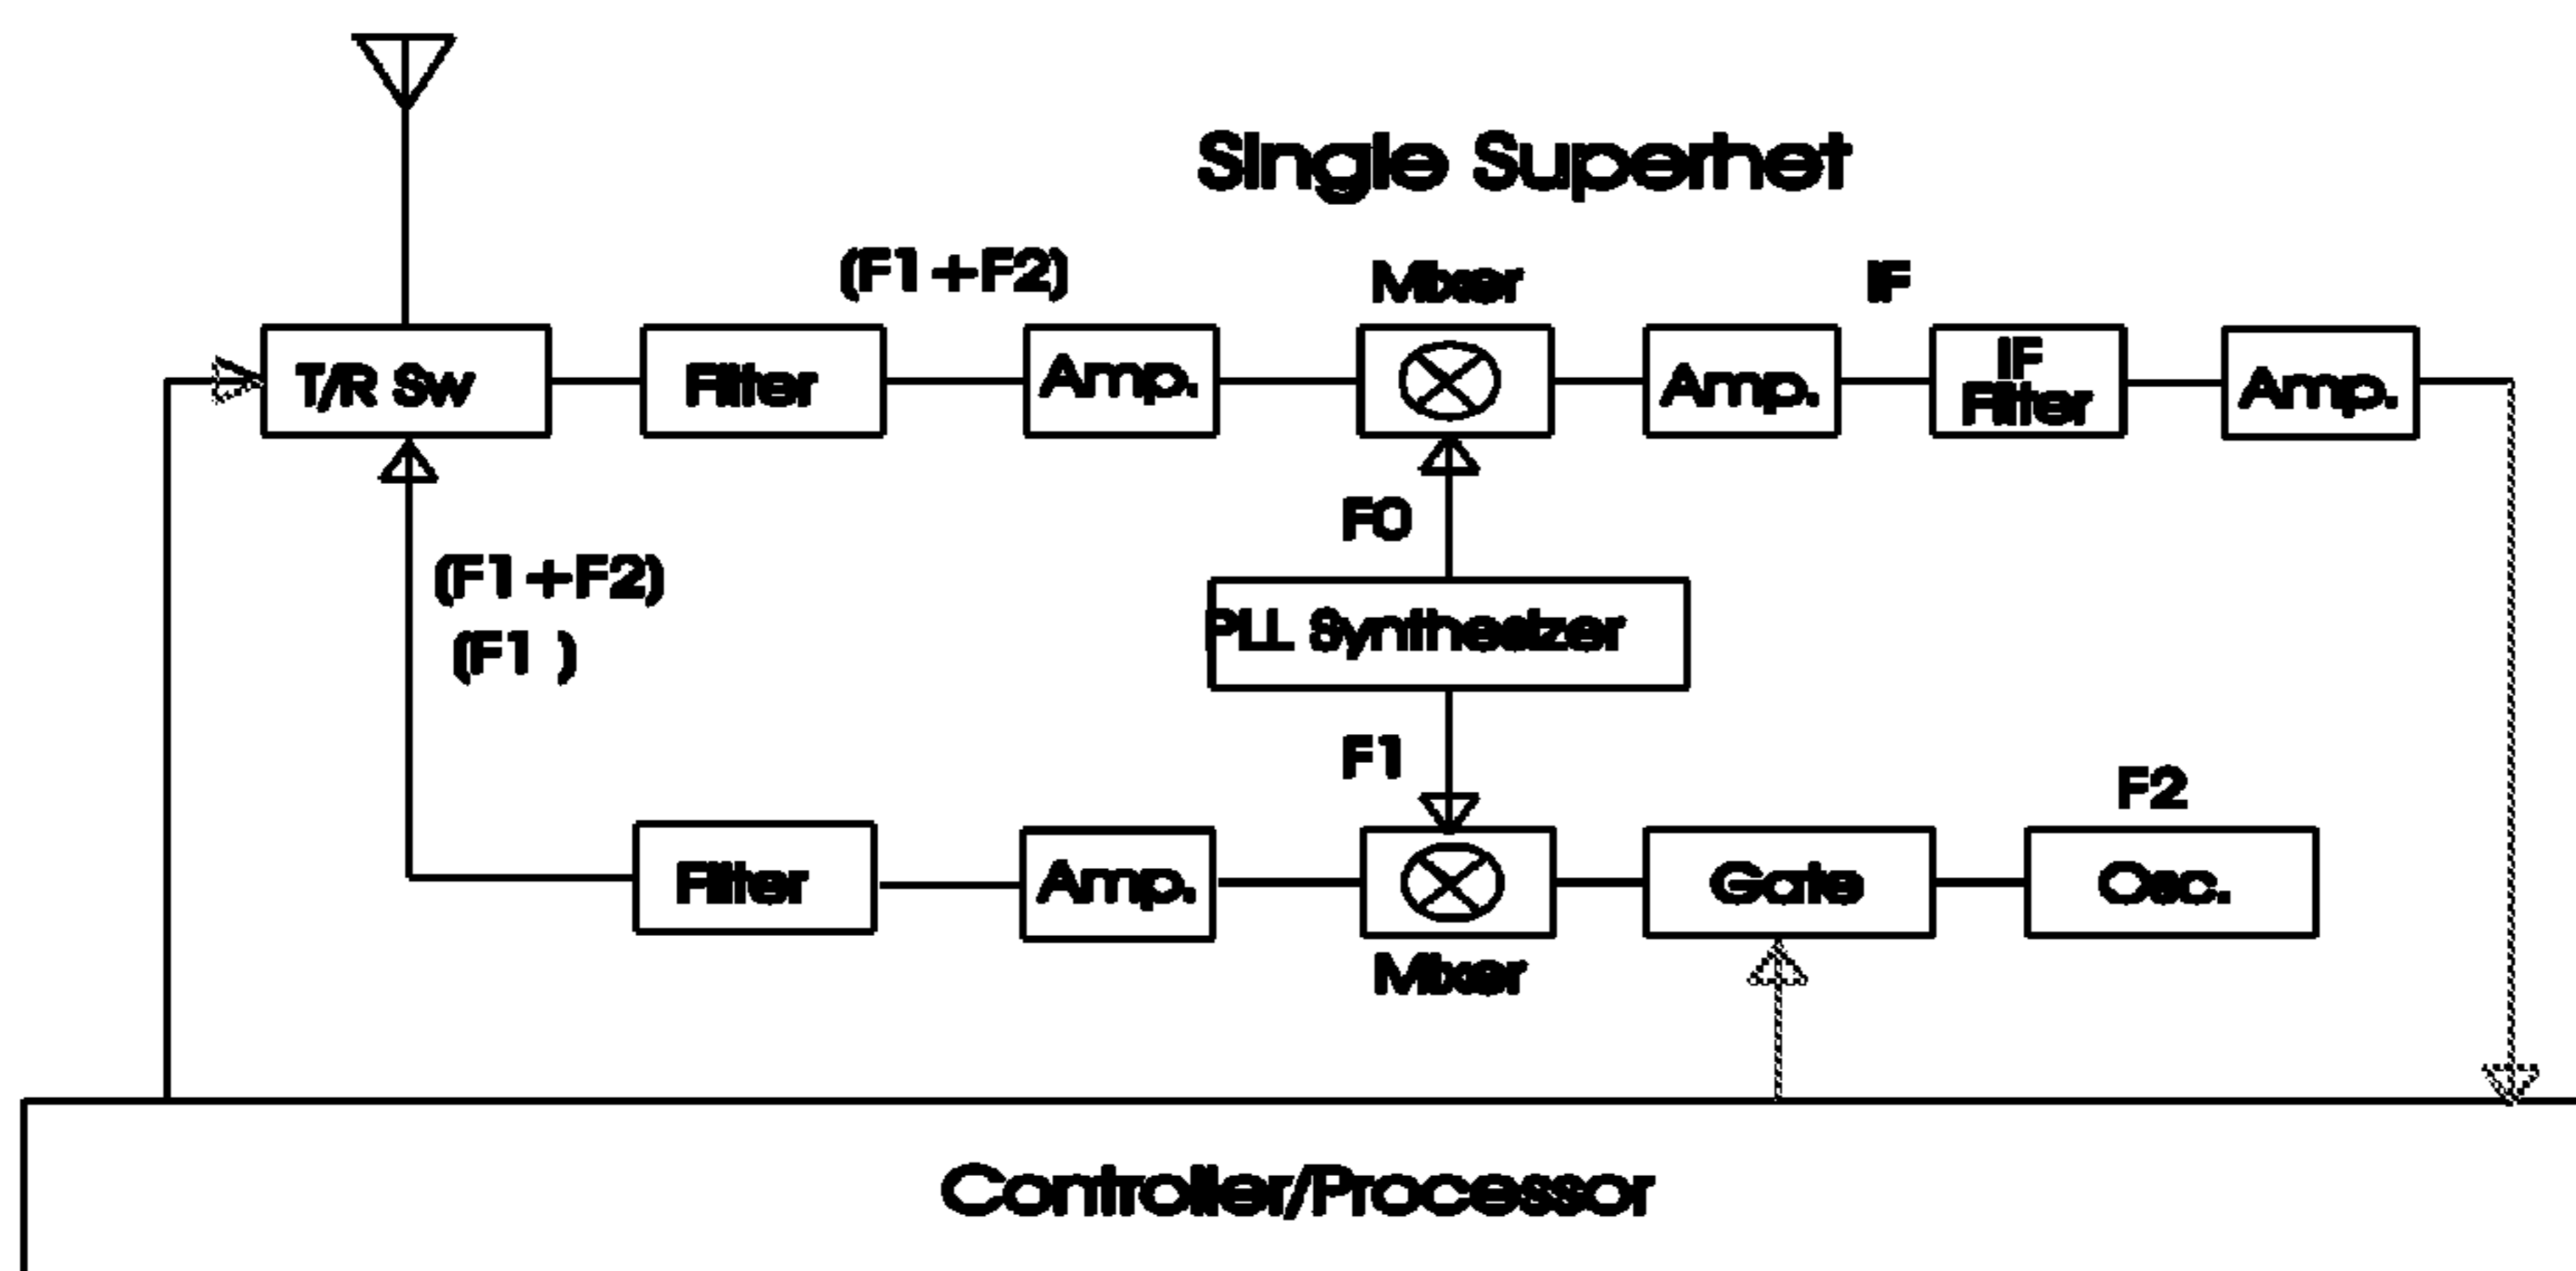 Single Superhet
(F1+F2)
Mixer
IF
T/R Sw
Filter
Amp.
Amp.
IF
Filter
Amp.
F0
(F1+F2)
(F1 )
PLL Synthesizer
F1
F2
Filter
Amp.
Gate
Osc.
Mixer
Controller/Processor